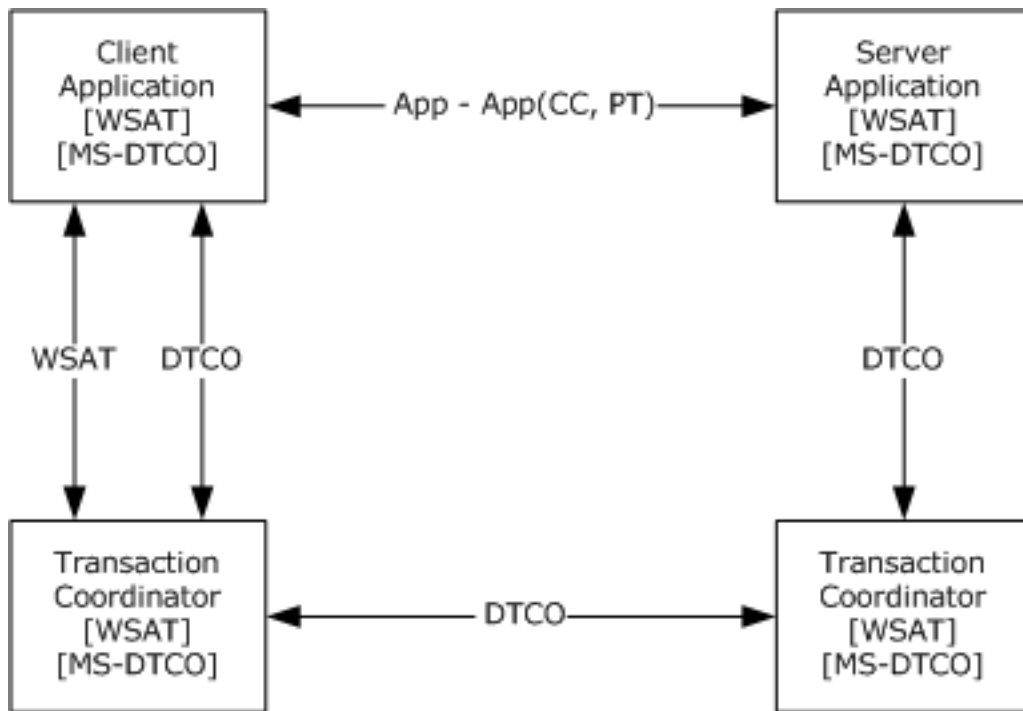 Client
Application
[WSAT]
[MS-DTCO]
App - App(CC, PT)
Server
Application
[WSAT]
[MS-DTCO]
WSAT
DTCO
DTCO
Transaction
Coordinator
[WSAT]
[MS-DTCO]
DTCO
Transaction
Coordinator
[WSAT]
[MS-DTCO]